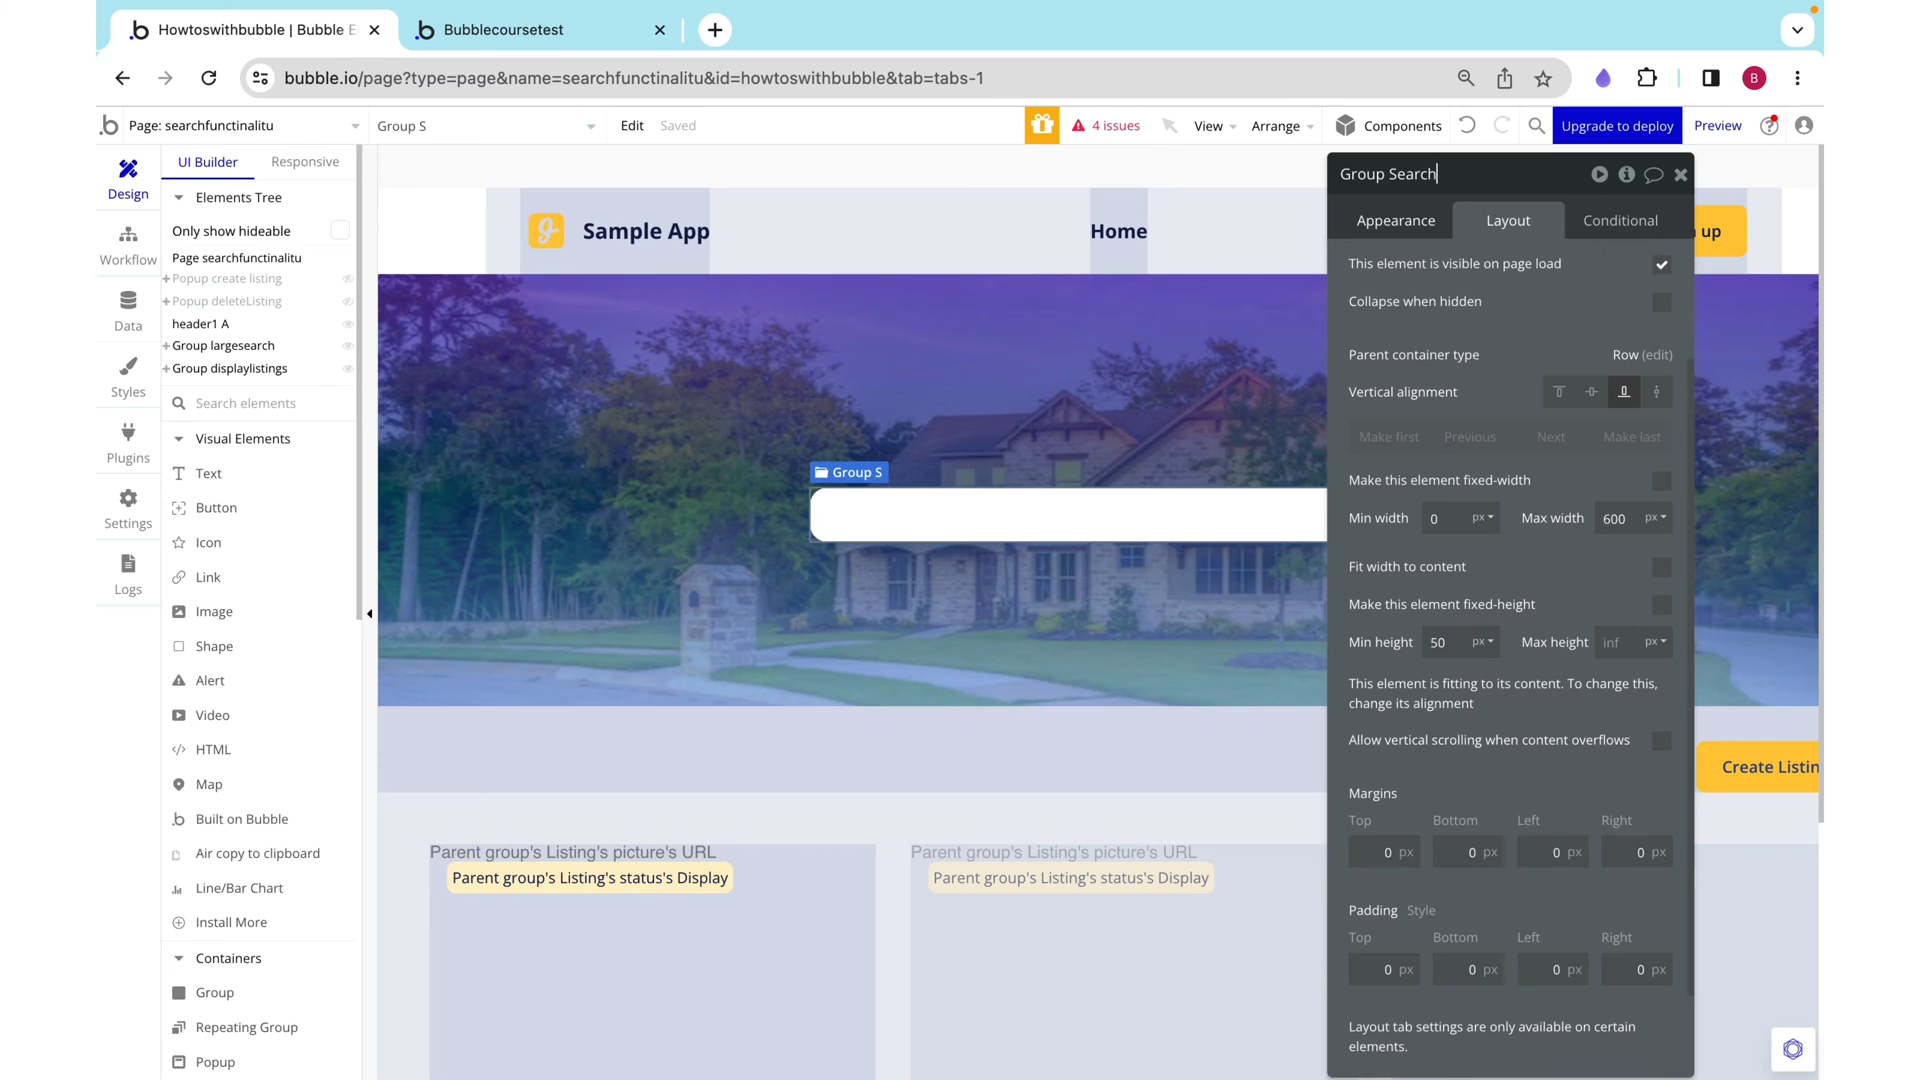 Howtoswithbubble | Bubble E
Bubblecoursetest
bubble.io/page?type=page&name=searchfunctinalitu&id=howtoswithbubble&tab=tabs-1
B
Page: searchfunctinalitu
Group S
Edit
Saved
4 issues
View
Arrange
Components
Upgrade to deploy
Preview
Design
Workflow
Data
Styles
Plugins
Settings
Logs
UI Builder
Responsive
Elements Tree
Only show hideable
Page searchfunctinalitu
Popup create listing
Popup deleteListing
header1 A
Group largesearch
Group displaylistings
Search elements
Visual Elements
Text
Button
Icon
Link
Image
Shape
Alert
Video
HTML
Map
Built on Bubble
Air copy to clipboard
Line/Bar Chart
Install More
Containers
Group
Repeating Group
Popup
Sample App
Home
n up
Group S
Create Listin
Parent group's Listing's picture's URL
Parent group's Listing's status's Display
Parent group's Listing's picture's URL
Parent group's Listing's status's Display
Group Search
Appearance
Layout
Conditional
This element is visible on page load
Collapse when hidden
Parent container type
Row (edit)
Vertical alignment
Make first
Previous
Next
Make last
Make this element fixed-width
Min width 0 px
Max width 600 px
Fit width to content
Make this element fixed-height
Min height 50 px
Max height inf px
This element is fitting to its content. To change this,
change its alignment
Allow vertical scrolling when content overflows
Margins
Top Bottom Left Right
0 px 0 px 0 px 0 px
Padding Style
Top Bottom Left Right
0 px 0 px 0 px 0 px
Layout tab settings are only available on certain
elements.